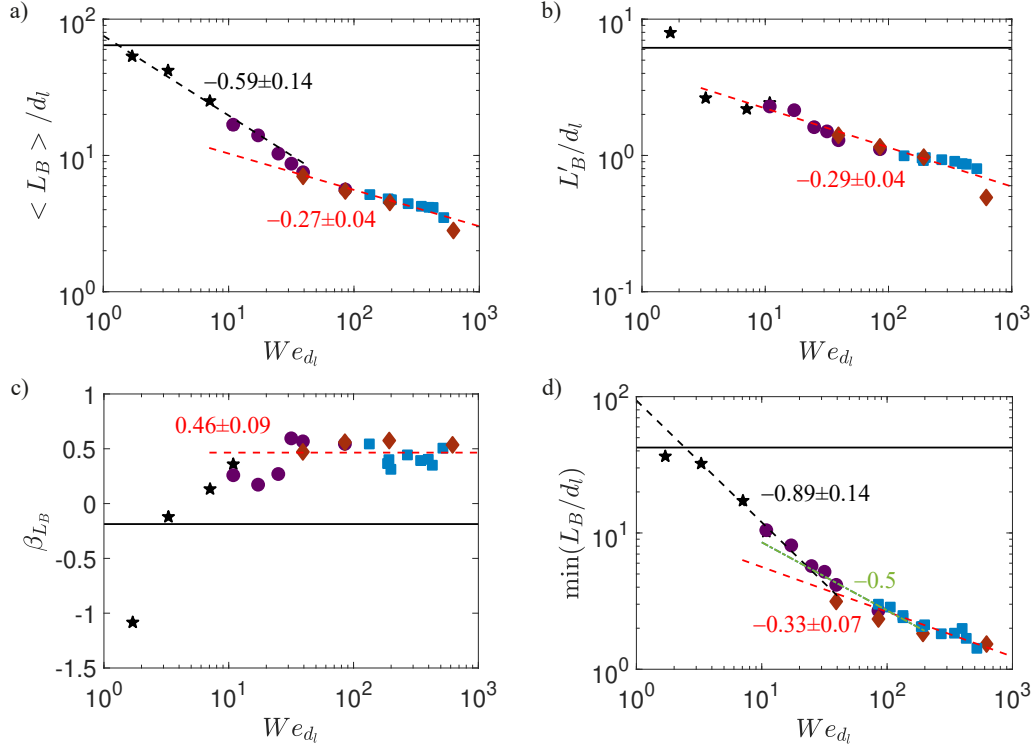 a)
10^2
10^1
10^0
< L_B > /d_l
−0.59±0.14
−0.27±0.04
10^0 10^1 10^2 10^3
We_{d_l}
b)
10^1
10^0
10^{-1}
L'_B/d_l
−0.29±0.04
10^0 10^1 10^2 10^3
We_{d_l}
c)
1
0.5
0
-0.5
-1
-1.5
β_{L_B}
0.46±0.09
10^0 10^1 10^2 10^3
We_{d_l}
d)
10^2
10^1
10^0
min(L_B/d_l)
−0.89±0.14
−0.5
−0.33±0.07
10^0 10^1 10^2 10^3
We_{d_l}